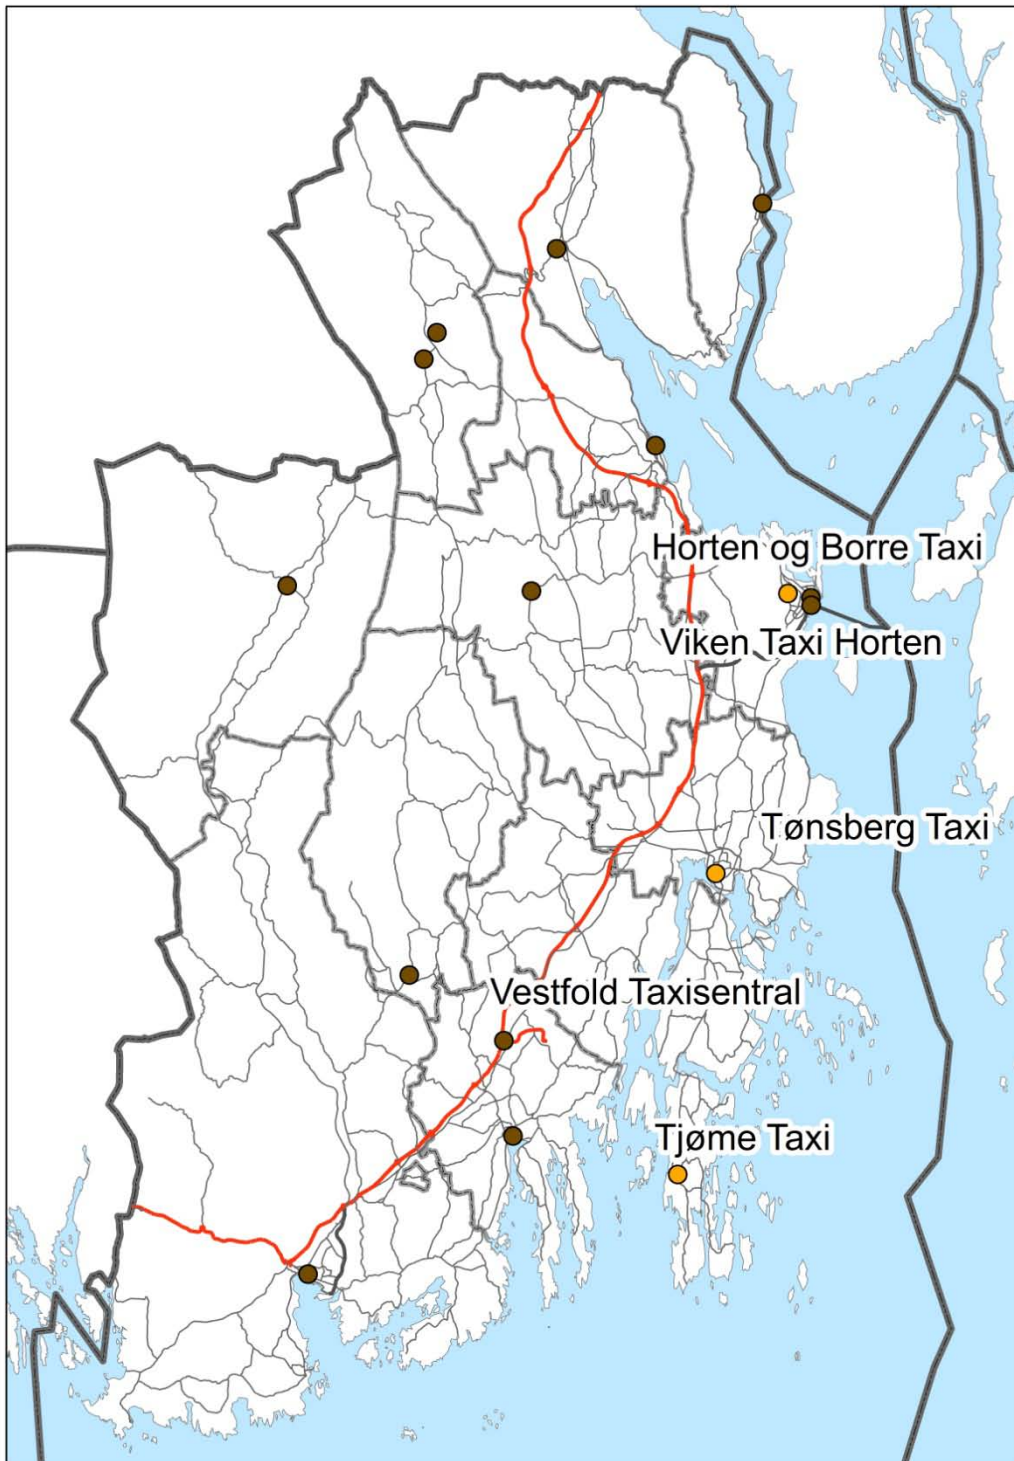 Horten og Borre Taxi
Viken Taxi Horten
Tønsberg Taxi
Vestfold Taxisentral
Tjøme Taxi